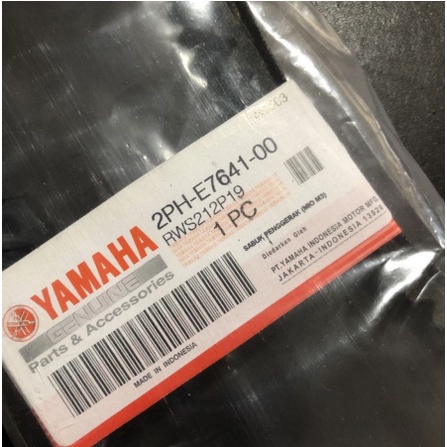 2PH-E7641-00
RWS212P19
1 PC
YAMAHA
GENUINE
Parts & Accessories
SABUK PENGGERAK (MIO M3)
Diedarkan Oleh
PT.YAMAHA INDONESIA MOTOR MFG.
JAKARTA-INDONESIA 13920
MADE IN INDONESIA